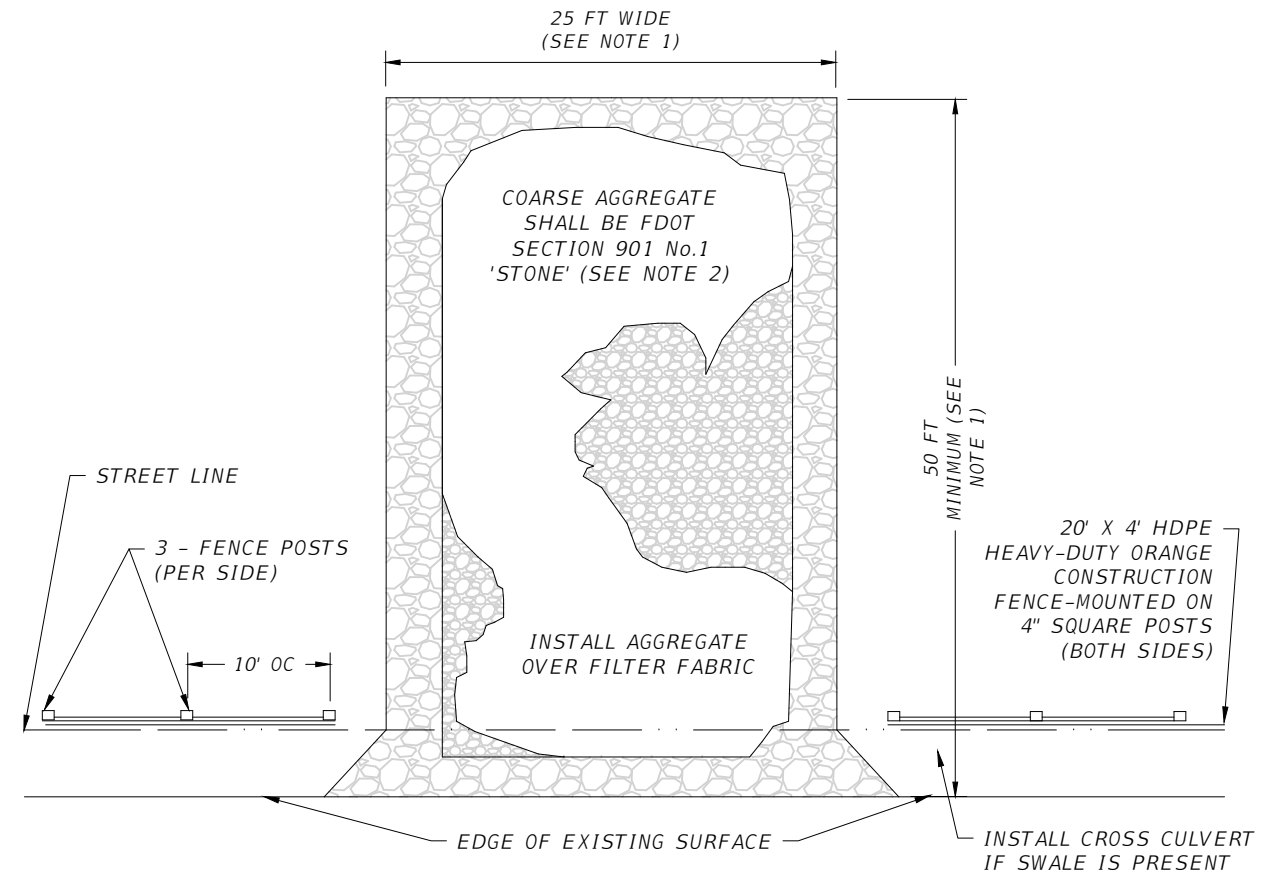 25 FT WIDE
(SEE NOTE 1)
COARSE AGGREGATE
SHALL BE FDOT
SECTION 901 No.1
'STONE' (SEE NOTE 2)
50 FT
MINIMUM (SEE
NOTE 1)
STREET LINE
3 - FENCE POSTS
(PER SIDE)
10' OC
20' X 4' HDPE
HEAVY-DUTY ORANGE
CONSTRUCTION
FENCE-MOUNTED ON
4" SQUARE POSTS
(BOTH SIDES)
INSTALL AGGREGATE
OVER FILTER FABRIC
EDGE OF EXISTING SURFACE
INSTALL CROSS CULVERT
IF SWALE IS PRESENT